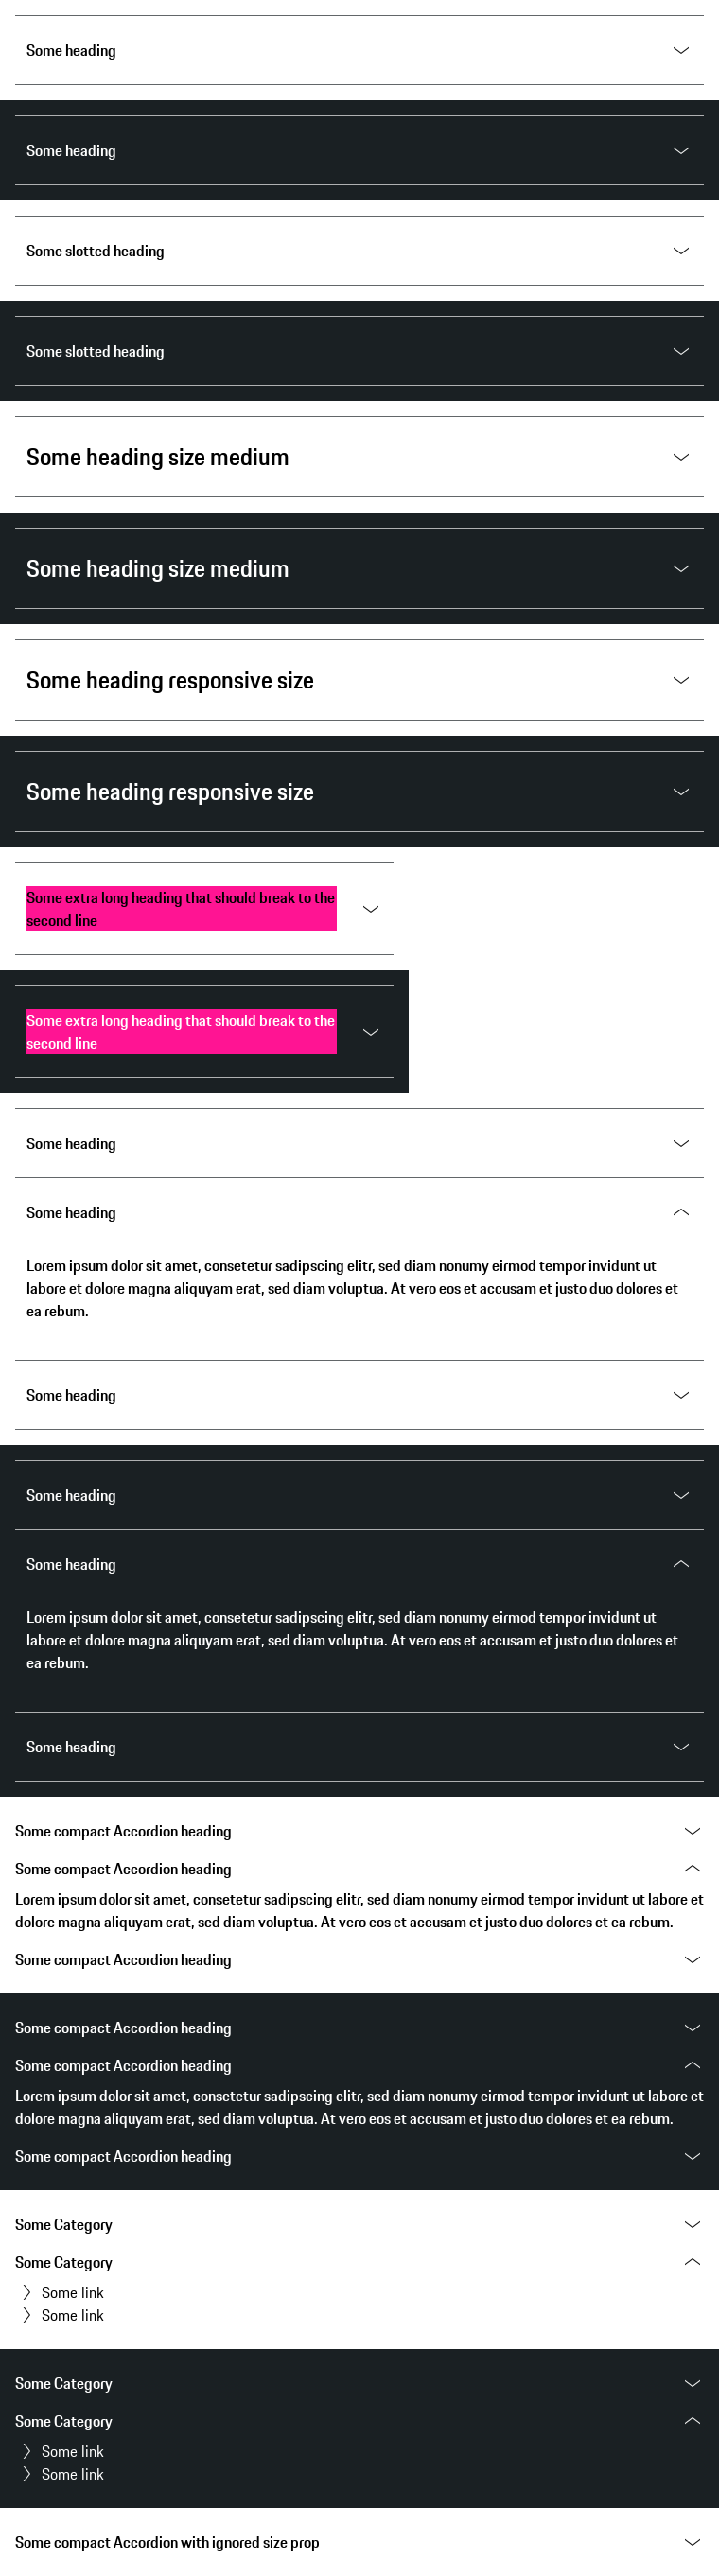 Some heading
Some heading
Some slotted heading
Some slotted heading
Some heading size medium
Some heading size medium
Some heading responsive size
Some heading responsive size
Some extra long heading that should break to the
second line
Some extra long heading that should break to the
second line
Some heading
Some heading
Lorem ipsum dolor sit amet, consetetur sadipscing elitr, sed diam nonumy eirmod tempor invidunt ut
labore et dolore magna aliquyam erat, sed diam voluptua. At vero eos et accusam et justo duo dolores et
ea rebum.
Some heading
Some heading
Some heading
Lorem ipsum dolor sit amet, consetetur sadipscing elitr, sed diam nonumy eirmod tempor invidunt ut
labore et dolore magna aliquyam erat, sed diam voluptua. At vero eos et accusam et justo duo dolores et
ea rebum.
Some heading
Some compact Accordion heading
Some compact Accordion heading
Lorem ipsum dolor sit amet, consetetur sadipscing elitr, sed diam nonumy eirmod tempor invidunt ut labore et
dolore magna aliquyam erat, sed diam voluptua. At vero eos et accusam et justo duo dolores et ea rebum.
Some compact Accordion heading
Some compact Accordion heading
Some compact Accordion heading
Lorem ipsum dolor sit amet, consetetur sadipscing elitr, sed diam nonumy eirmod tempor invidunt ut labore et
dolore magna aliquyam erat, sed diam voluptua. At vero eos et accusam et justo duo dolores et ea rebum.
Some compact Accordion heading
Some Category
Some Category
Some link
Some link
Some Category
Some Category
Some link
Some link
Some compact Accordion with ignored size prop